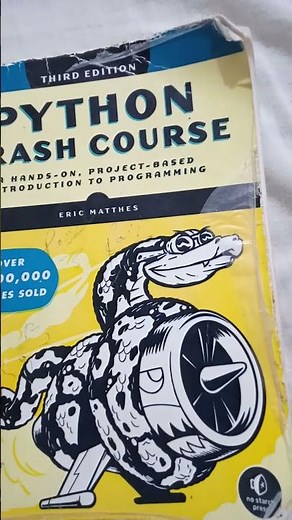 THIRD EDITION
PYTHON
RASH COURSE
A HANDS-ON, PROJECT-BASED
TRODUCTION TO PROGRAMMING
ERIC MATTHES
OVER
00,000
ES SOLD
no starch
press